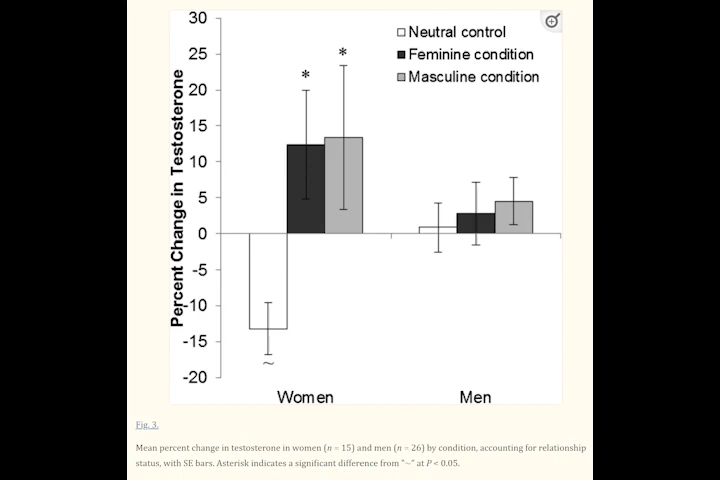 30
25
20
15
10
5
0
-5
-10
-15
-20
Percent Change in Testosterone
Neutral control
Feminine condition
Masculine condition
*
*
~
Women
Men
Fig. 3.
Mean percent change in testosterone in women (n = 15) and men (n = 26) by condition, accounting for relationship
status, with SE bars. Asterisk indicates a significant difference from "~" at P < 0.05.